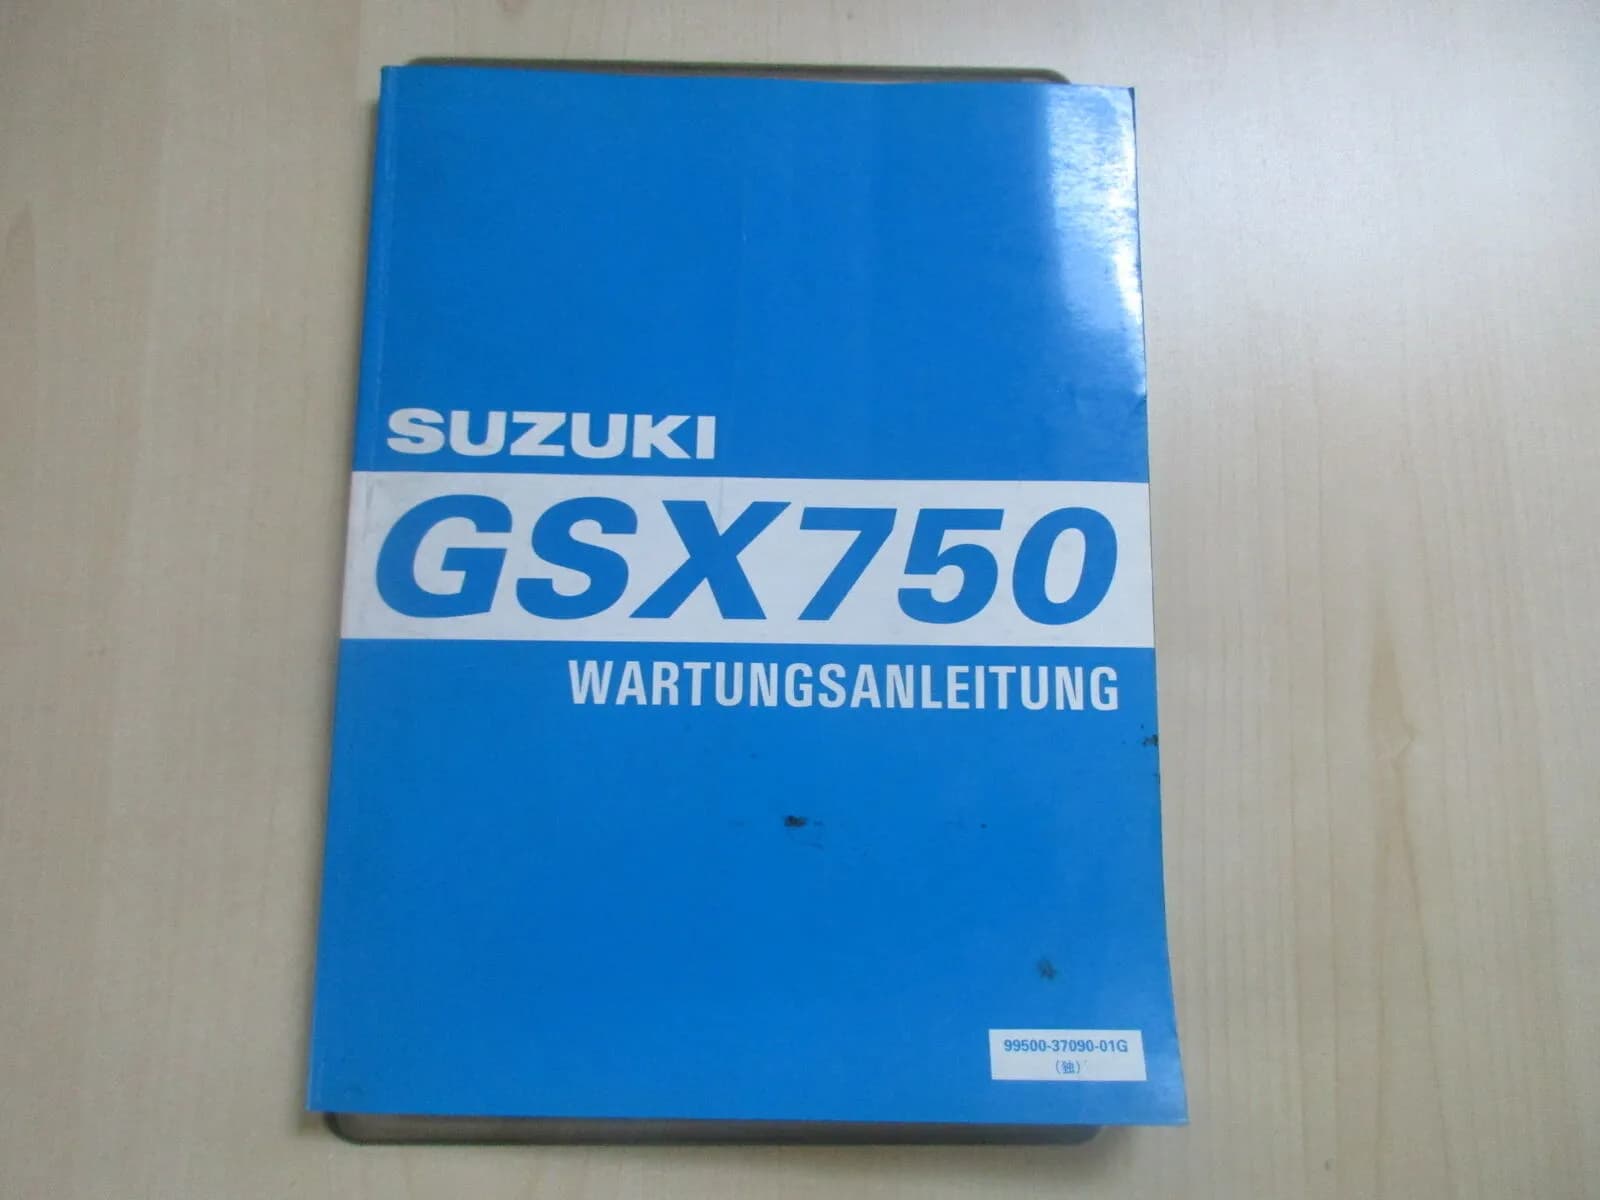 SUZUKI
GSX750
WARTUNGSANLEITUNG
99500-37090-01G
(独)